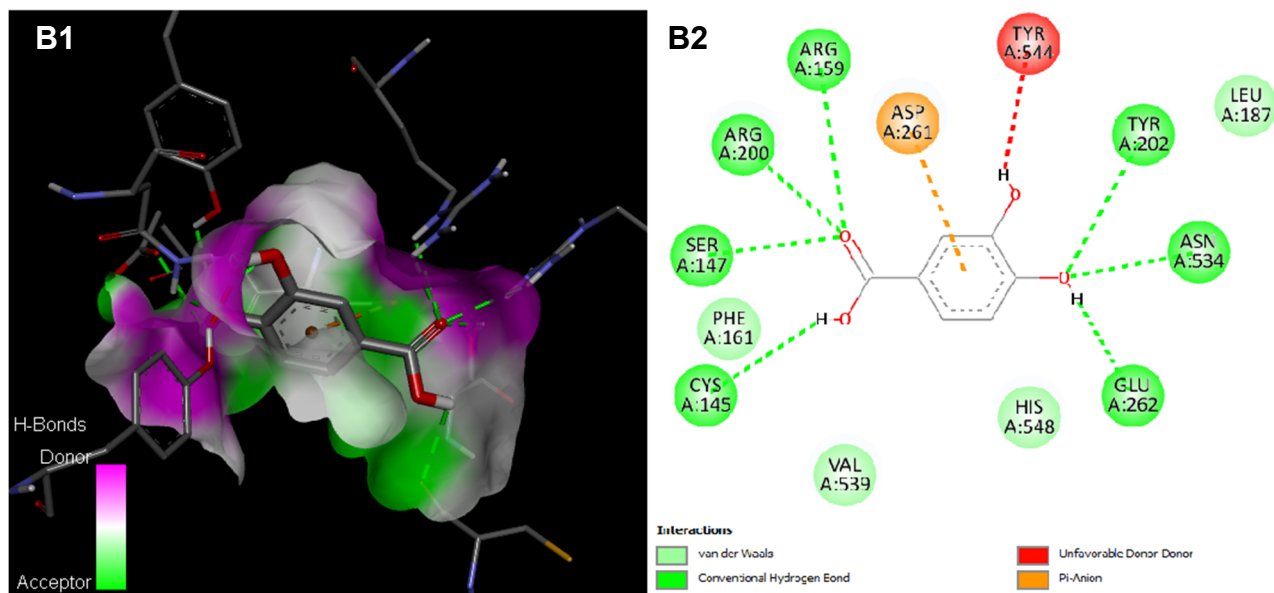 B1
H-Bonds
Donor
Acceptor
B2
ARG
A:159
TYR
A:544
ASP
A:261
LEU
A:187
ARG
A:200
TYR
A:202
H
O
O
SER
A:147
ASN
A:534
O
H
PHE
A:161
H-O
CYS
A:145
GLU
A:262
HIS
A:548
VAL
A:539
Interactions
van der Waals
Conventional Hydrogen Bond
Unfavorable Donor-Donor
Pi-Anion